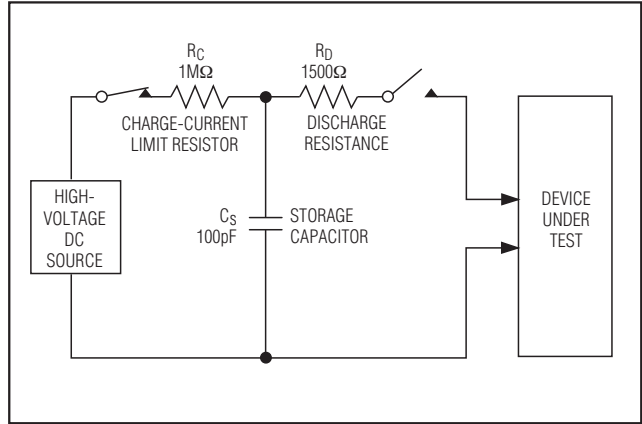 R_C
1MΩ
CHARGE-CURRENT
LIMIT RESISTOR
R_D
1500Ω
DISCHARGE
RESISTANCE
HIGH-
VOLTAGE
DC
SOURCE
C_S
100pF
STORAGE
CAPACITOR
DEVICE
UNDER
TEST